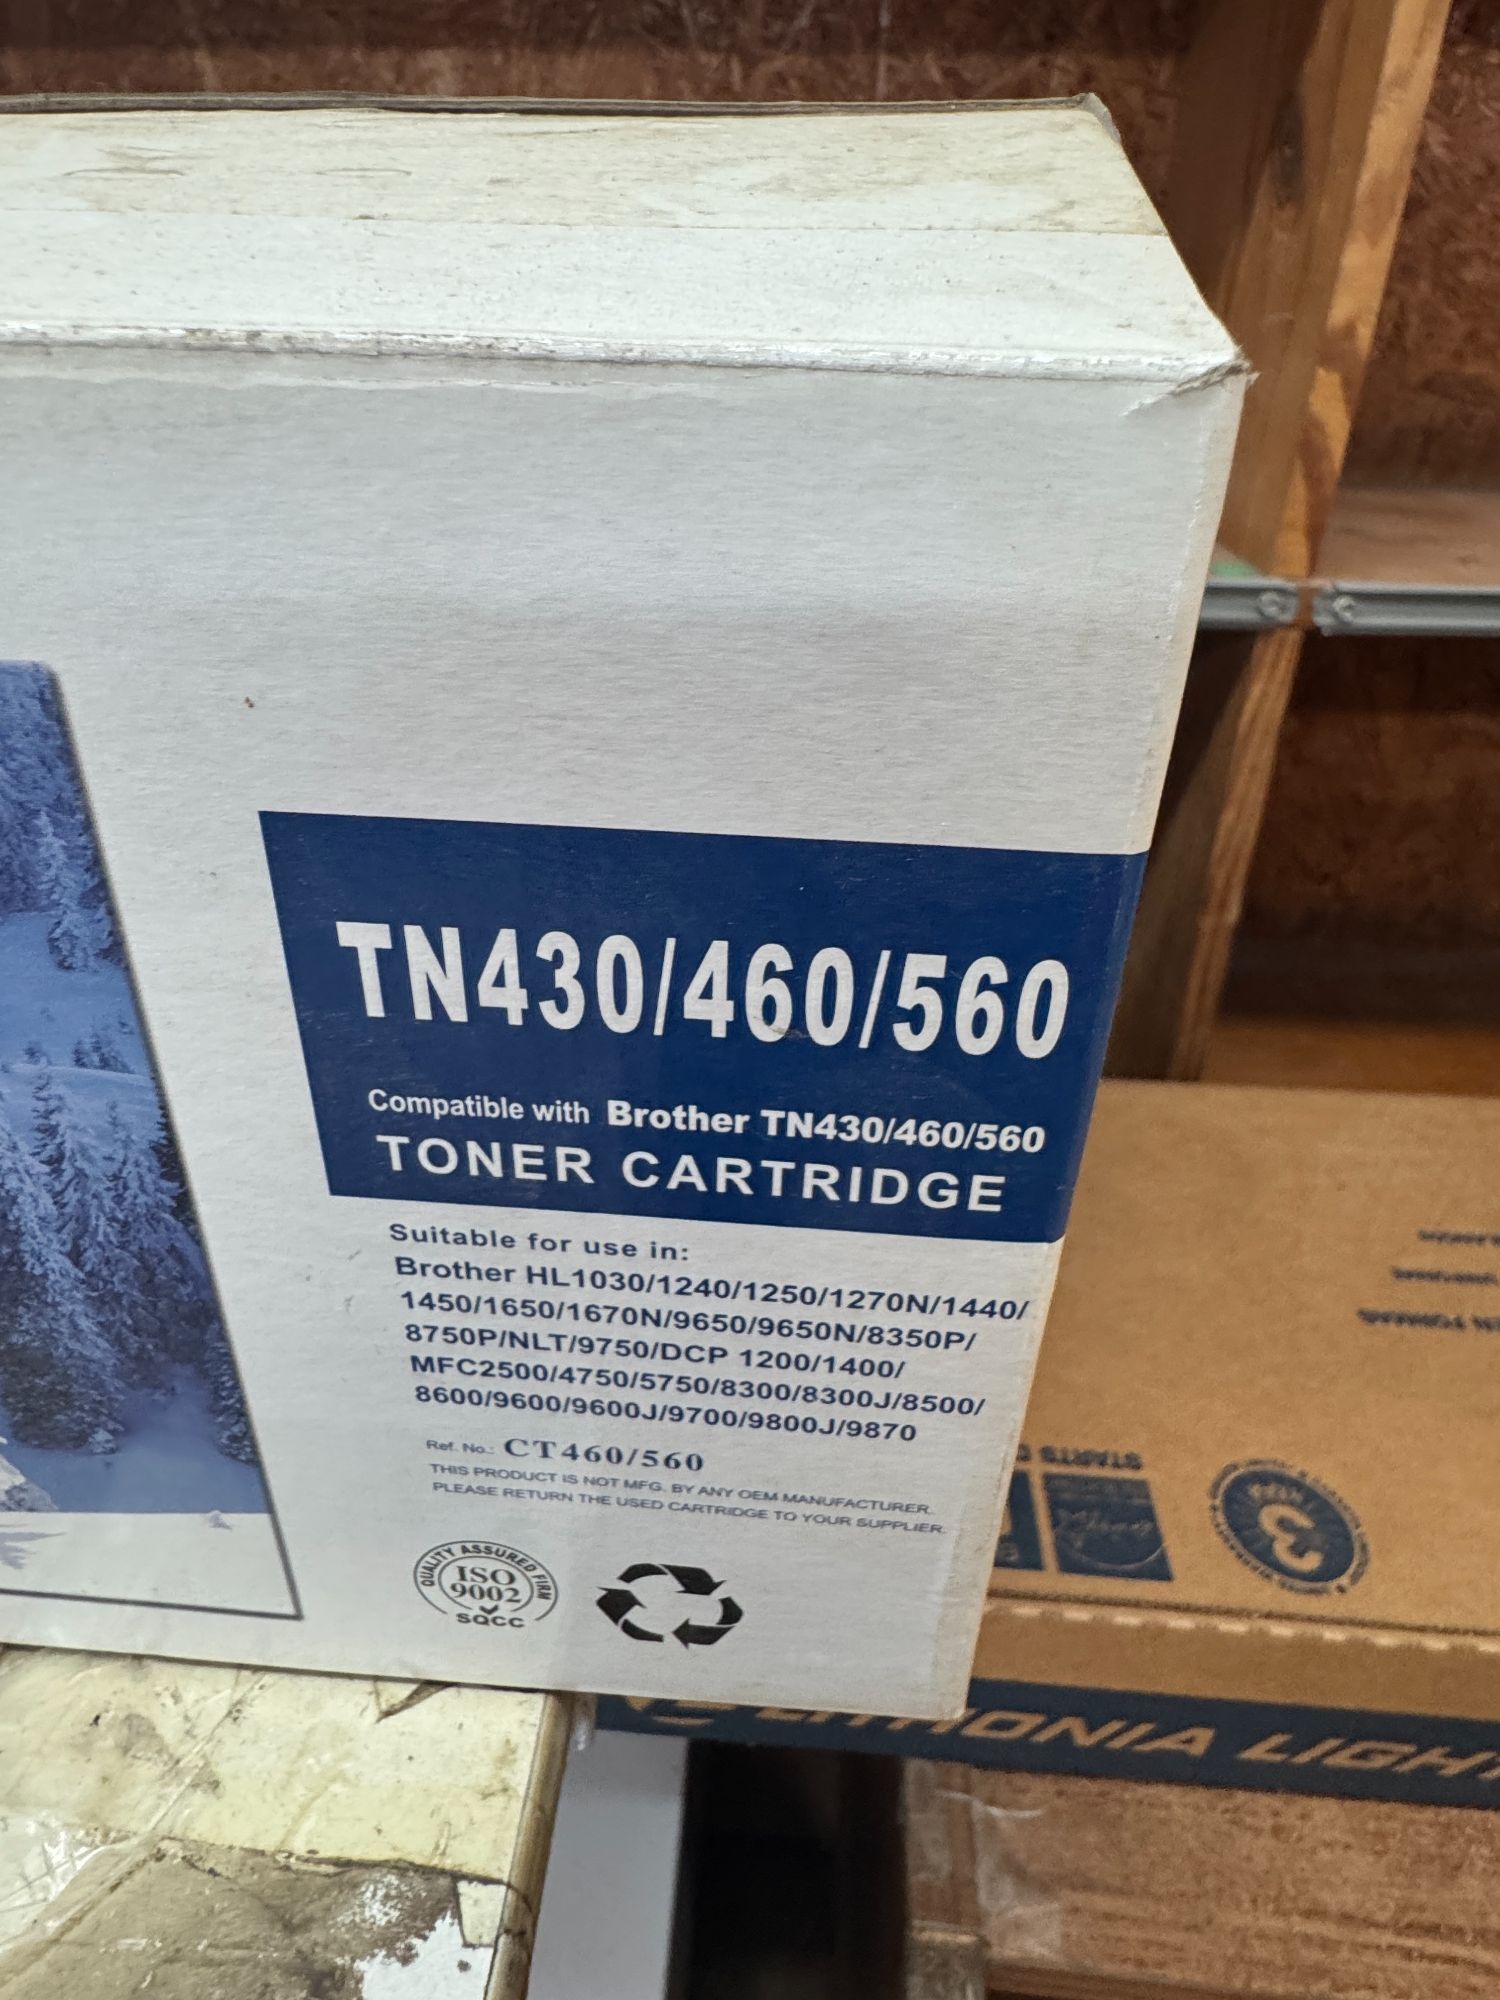 TN430/460/560
Compatible with Brother TN430/460/560
TONER CARTRIDGE
Suitable for use in:
Brother HL1030/1240/1250/1270N/1440/
1450/1650/1670N/9650/9650N/8350P/
8750P/NLT/9750/DCP 1200/1400/
MFC2500/4750/5750/8300/8300J/8500/
8600/9600/9600J/9700/9800J/9870
Ref. No.: CT460/560
THIS PRODUCT IS NOT MFG. BY ANY OEM MANUFACTURER.
PLEASE RETURN THE USED CARTRIDGE TO YOUR SUPPLIER.
QUALITY ASSURED FIRM
ISO
9002
SQCC
STARTS
3
LITHONIA LIGH